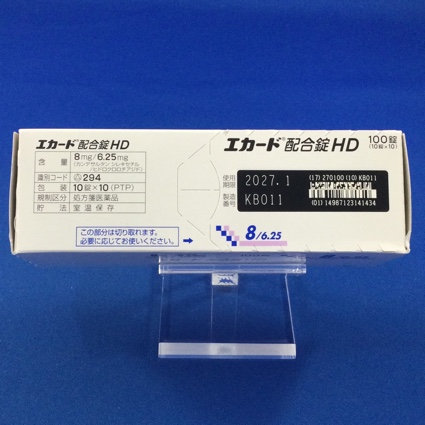 エカード配合錠HD
含量 8mg/6.25mg
(カンデサルタン シレキセチル
/ヒドロクロロチアジド)
識別コード 294
包装 10錠×10(PTP)
規制区分 処方箋医薬品
貯法 室温保存
この部分は切り取れます。
必要に応じてお使いください。
エカード®配合錠HD 100錠
(10錠×10)
使用期限 2027.1
製造番号 KB011
(17) 270100 (10) KB011
(01) 14987123141434
8/6.25
8/6.25